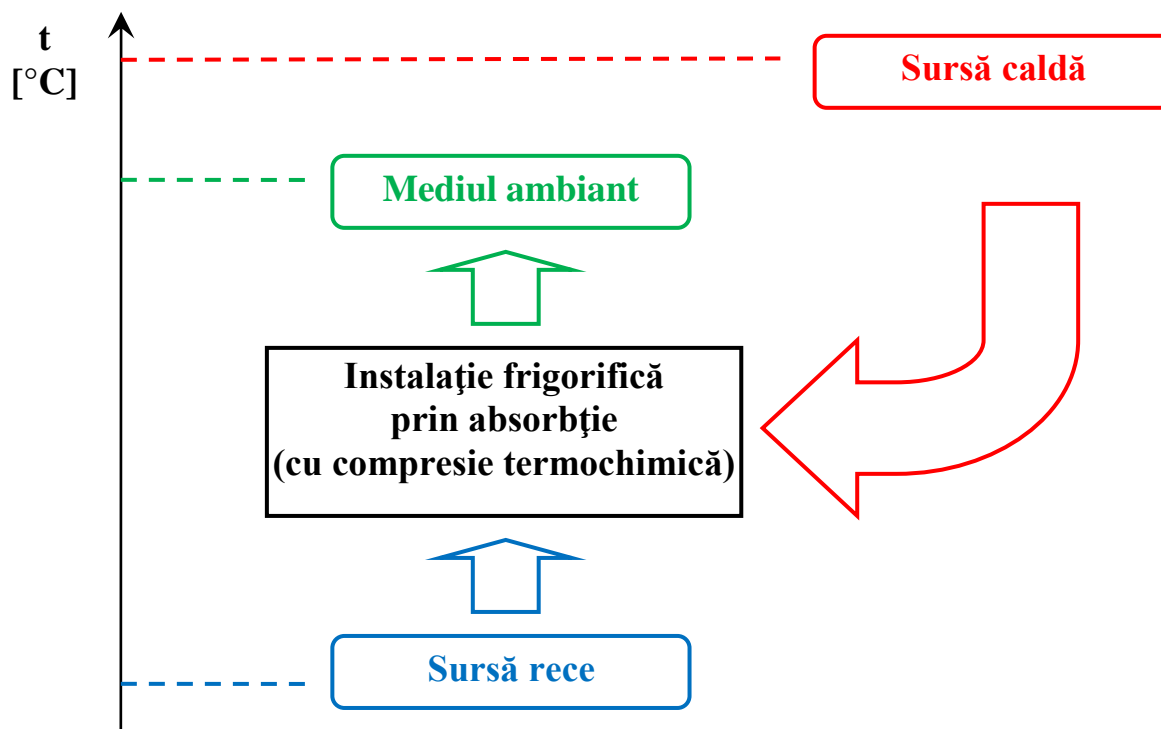 t
[°C]
Sursă caldă
Mediul ambiant
Instalaţie frigorifică
prin absorbţie
(cu compresie termochimică)
Sursă rece